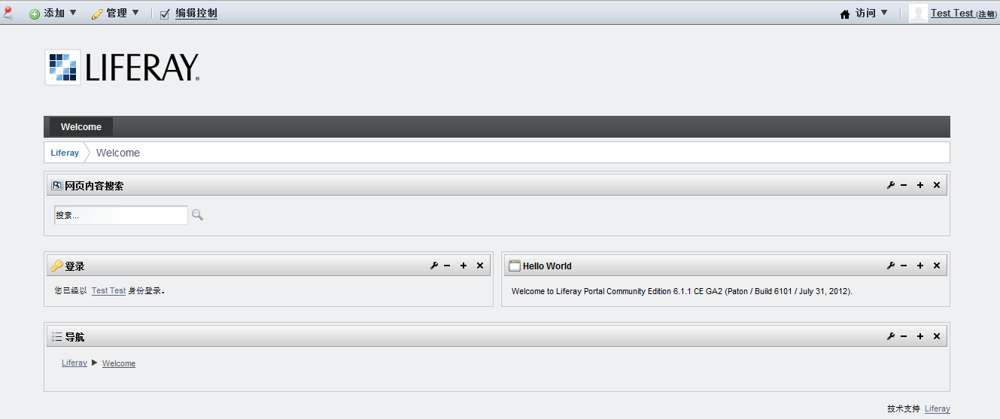 添加 管理 编辑控制 访问 Test Test (注销)
LIFERAY®
Welcome
Liferay Welcome
网页内容搜索
搜索...
登录
您已经以 Test Test 身份登录。
Hello World
Welcome to Liferay Portal Community Edition 6.1.1 CE GA2 (Paton / Build 6101 / July 31, 2012).
导航
Liferay ► Welcome
技术支持 Liferay